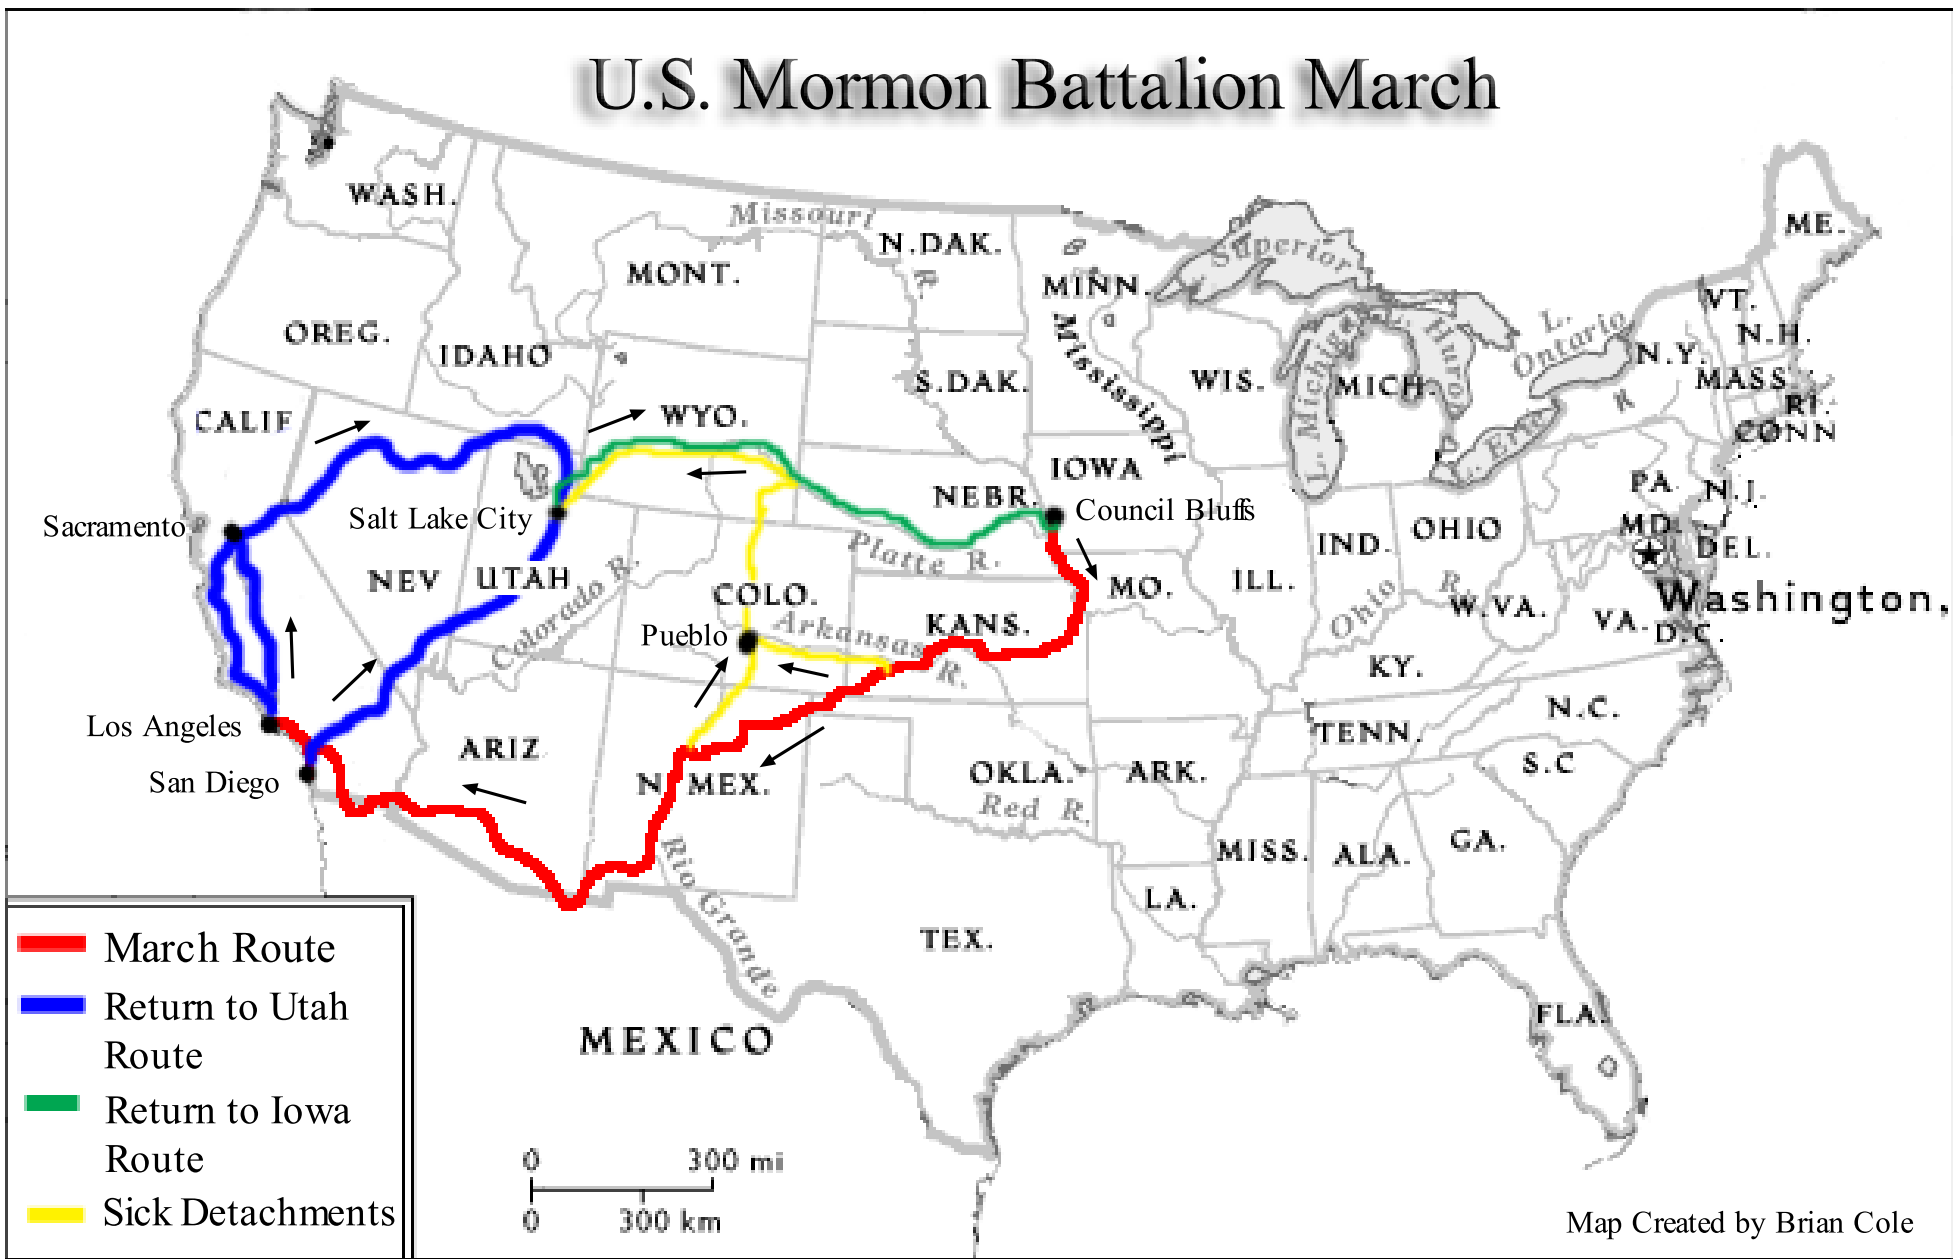 U.S. Mormon Battalion March
WASH.
Missouri
N.DAK.
ME.
MONT.
MINN.
Superior
OREG.
IDAHO
Mississippi
L. Michigan
L. Huron
L.
Ontario
VT.
N.H.
N.Y.
S.DAK.
WIS.
MICH.
MASS.
R.I.
CONN
CALIF
WYO.
IOWA
L. Erie
NEBR.
Council Bluffs
PA.
N.J.
Sacramento
Salt Lake City
OHIO
MD.
DEL.
IND.
Platte R.
NEV
UTAH
Colorado R.
COLO.
MO.
ILL.
Ohio
R.
W.VA.
VA.
Washington,
D.C.
Pueblo
Arkansas
R.
KANS.
KY.
Los Angeles
N.C.
TENN.
San Diego
ARIZ
N. MEX.
OKLA.
ARK.
S.C
Red R.
Rio Grande
MISS.
ALA.
GA.
LA.
TEX.
FLA.
MEXICO
March Route
Return to Utah
Route
Return to Iowa
Route
Sick Detachments
0 300 mi
0 300 km
Map Created by Brian Cole